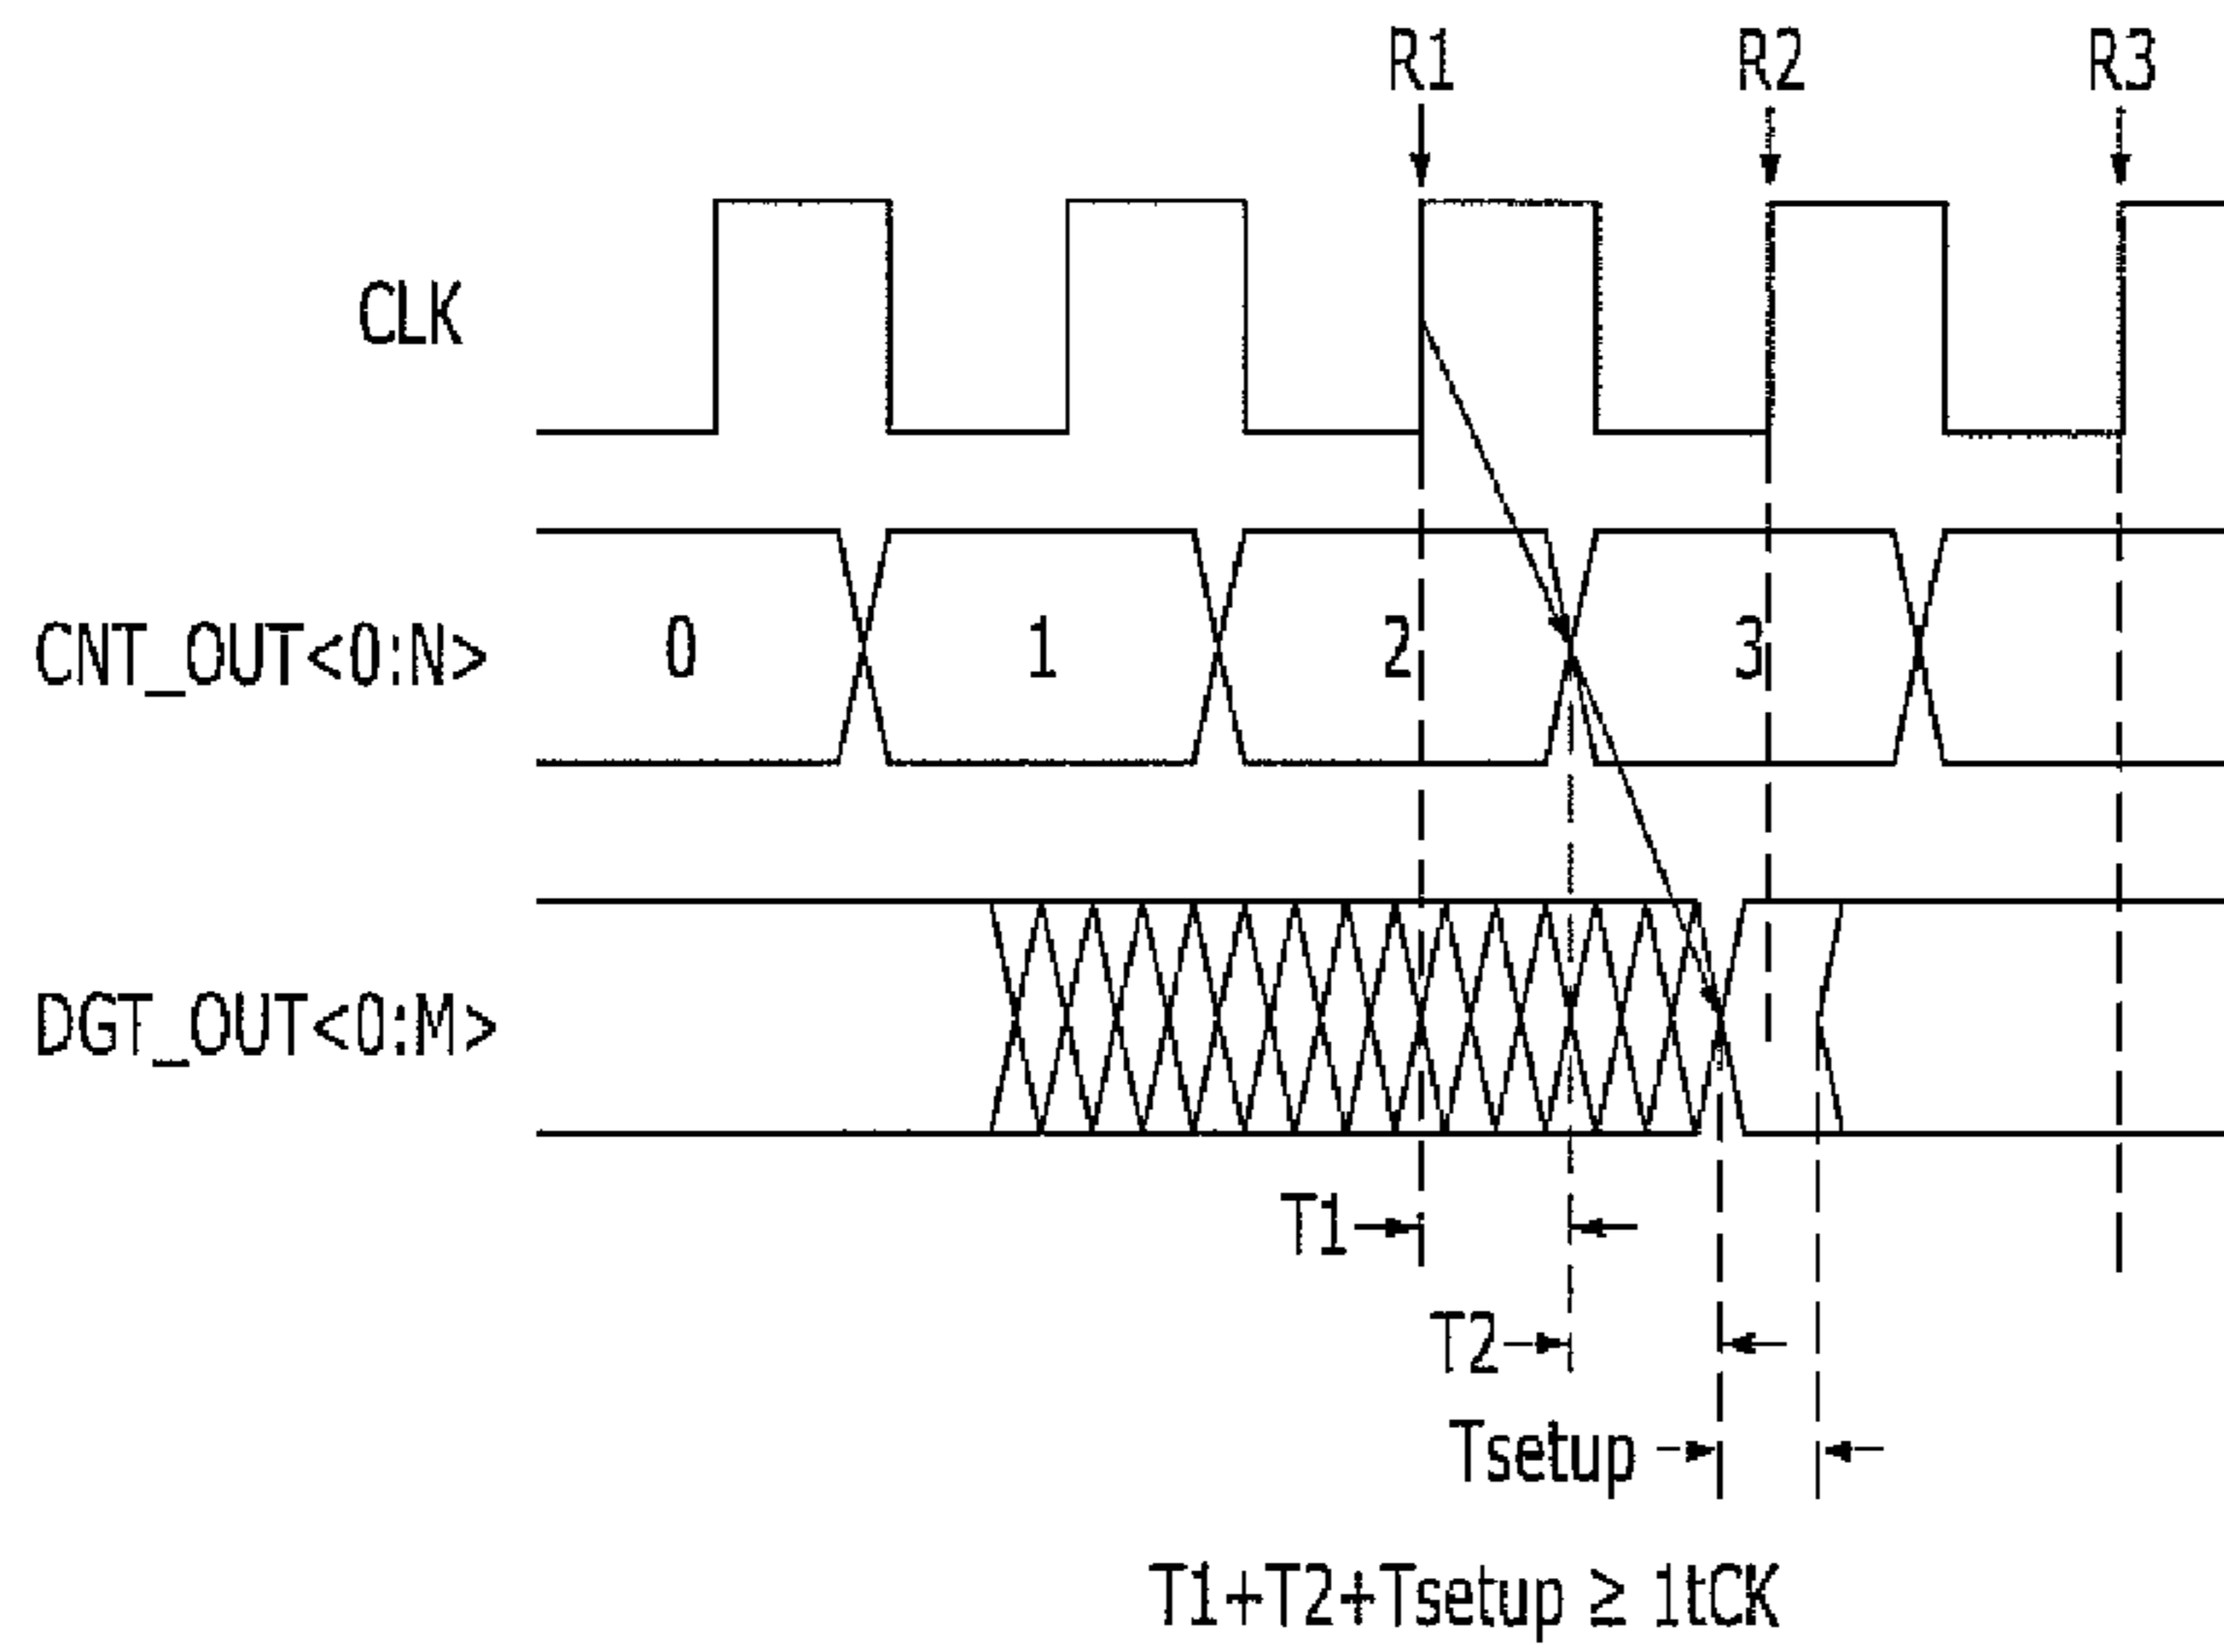 R1 R2 R3
CLK
CNT_OUT<0:N> 0 1 2 3
DGT_OUT<0:M>
T1
T2
Tsetup
T1+T2+Tsetup ≥ 1tCK